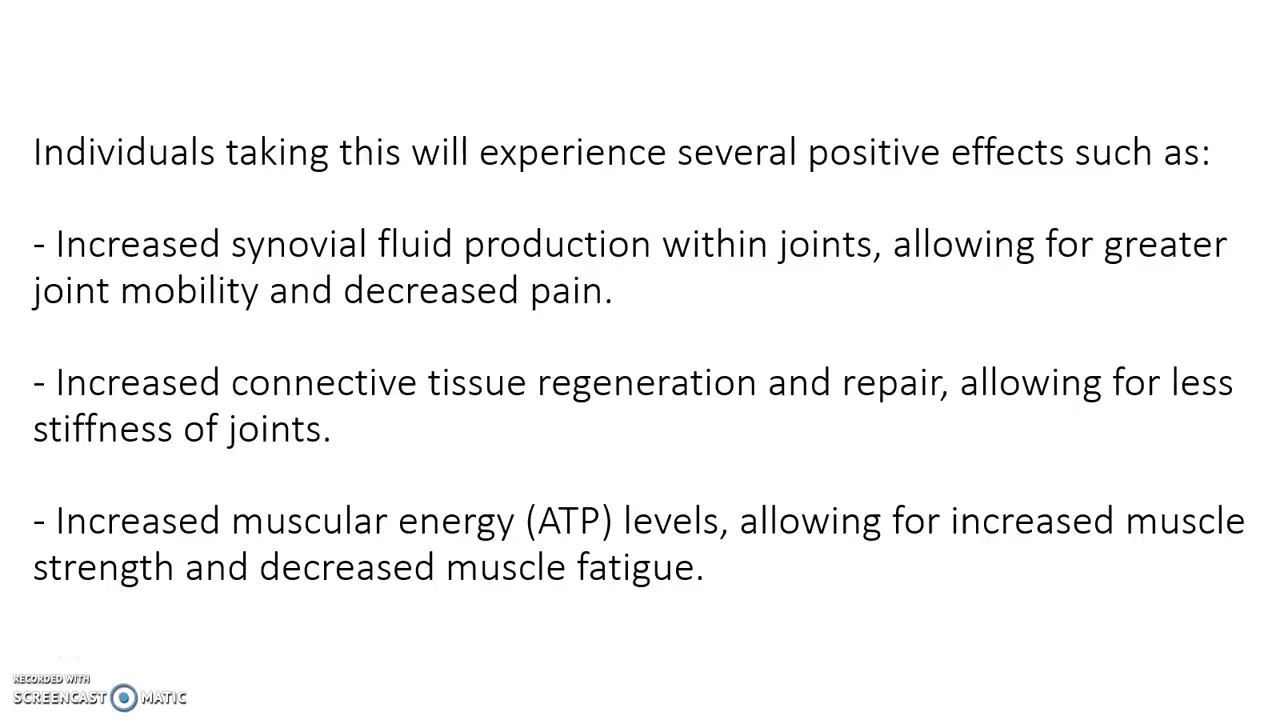 Individuals taking this will experience several positive effects such as:
- Increased synovial fluid production within joints, allowing for greater
joint mobility and decreased pain.
- Increased connective tissue regeneration and repair, allowing for less
stiffness of joints.
- Increased muscular energy (ATP) levels, allowing for increased muscle
strength and decreased muscle fatigue.
RECORDED WITH
SCREENCAST MATIC